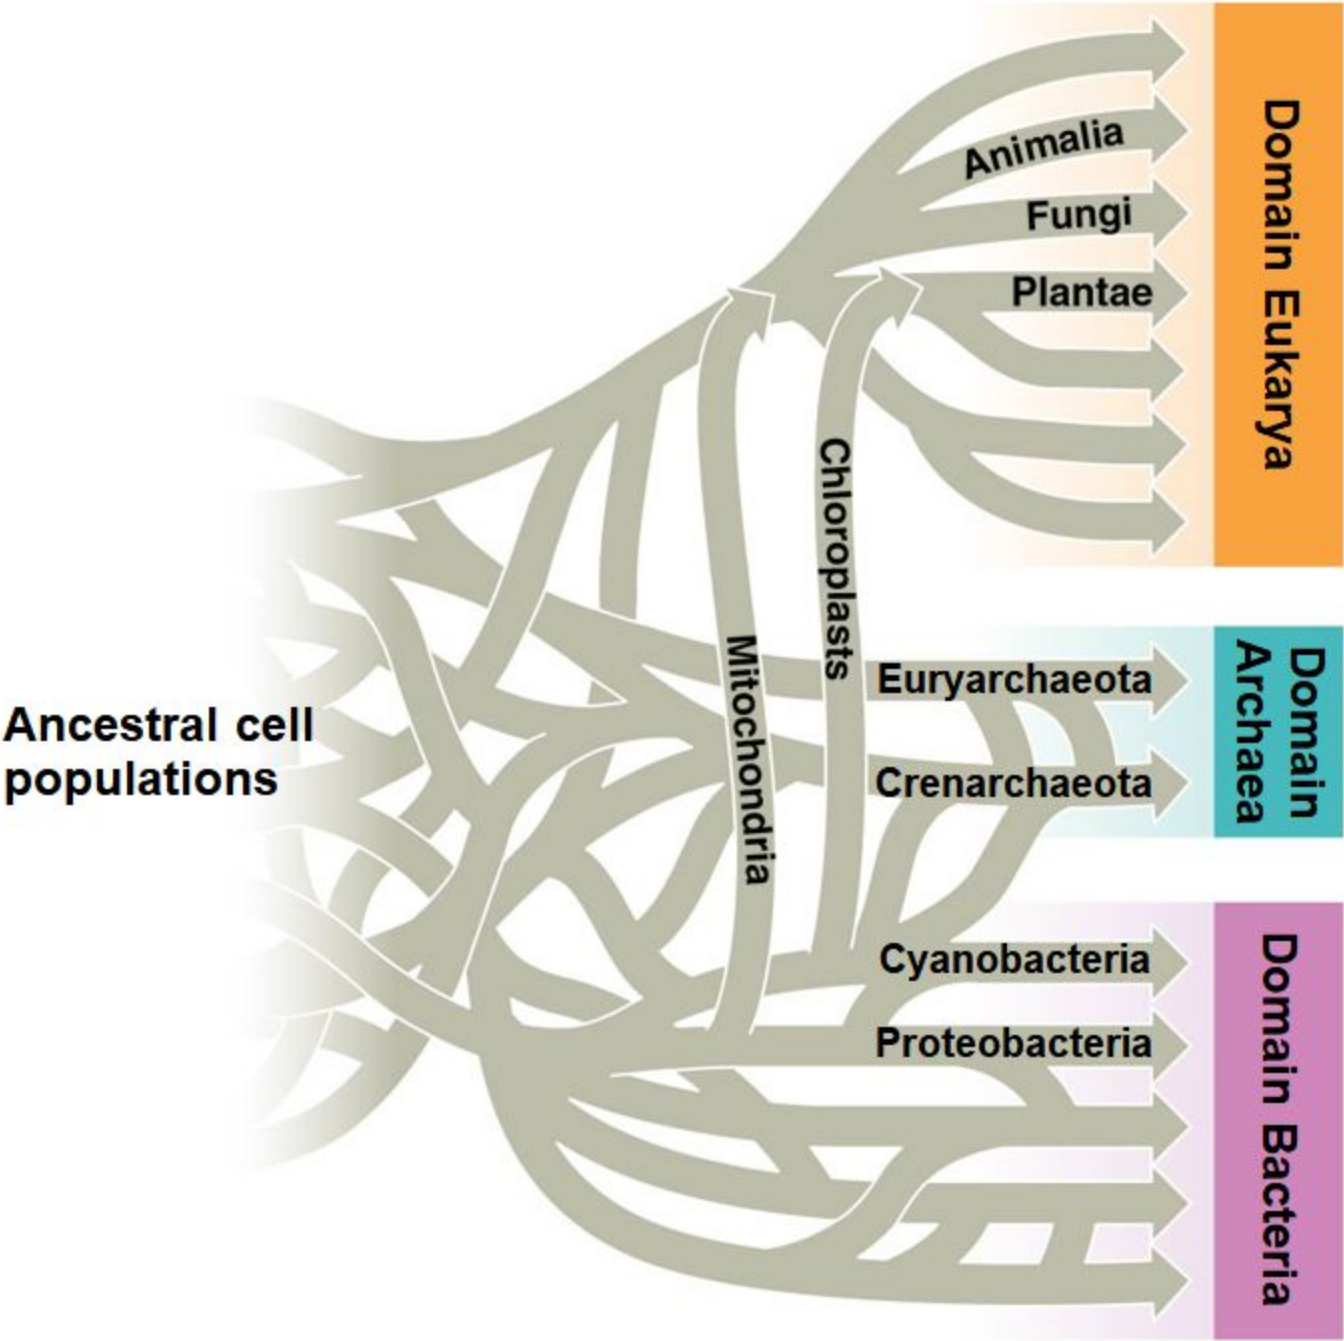 Animalia
Fungi
Plantae
Domain Eukarya
Chloroplasts
Mitochondria
Euryarchaeota
Crenarchaeota
Domain
Archaea
Ancestral cell
populations
Cyanobacteria
Proteobacteria
Domain Bacteria